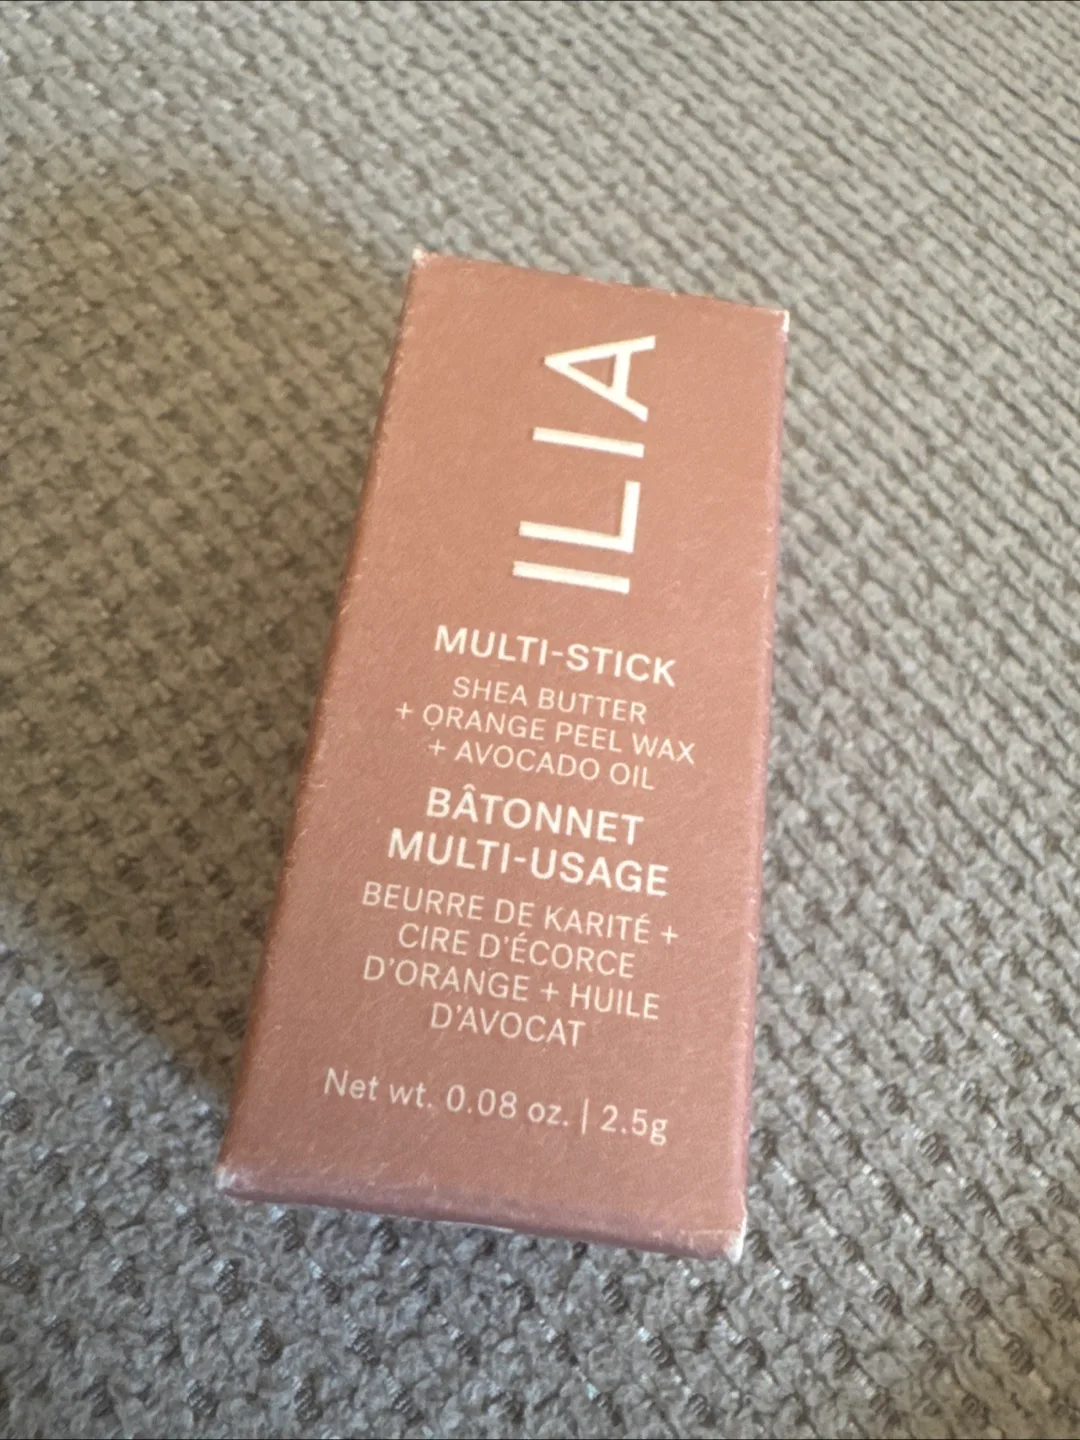 ILIA
MULTI-STICK
SHEA BUTTER
+ ORANGE PEEL WAX
+ AVOCADO OIL
BÂTONNET
MULTI-USAGE
BEURRE DE KARITÉ +
CIRE D'ÉCORCE
D'ORANGE + HUILE
D'AVOCAT
Net wt. 0.08 oz. | 2.5g